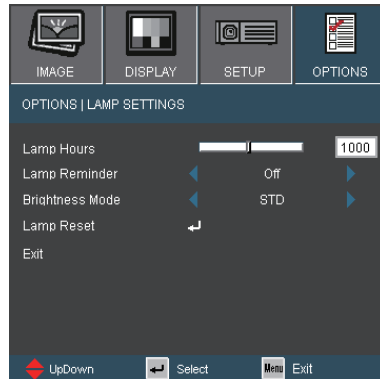 IMAGE DISPLAY SETUP OPTIONS
OPTIONS | LAMP SETTINGS
Lamp Hours 1000
Lamp Reminder Off
Brightness Mode STD
Lamp Reset
Exit
UpDown Select Menu Exit